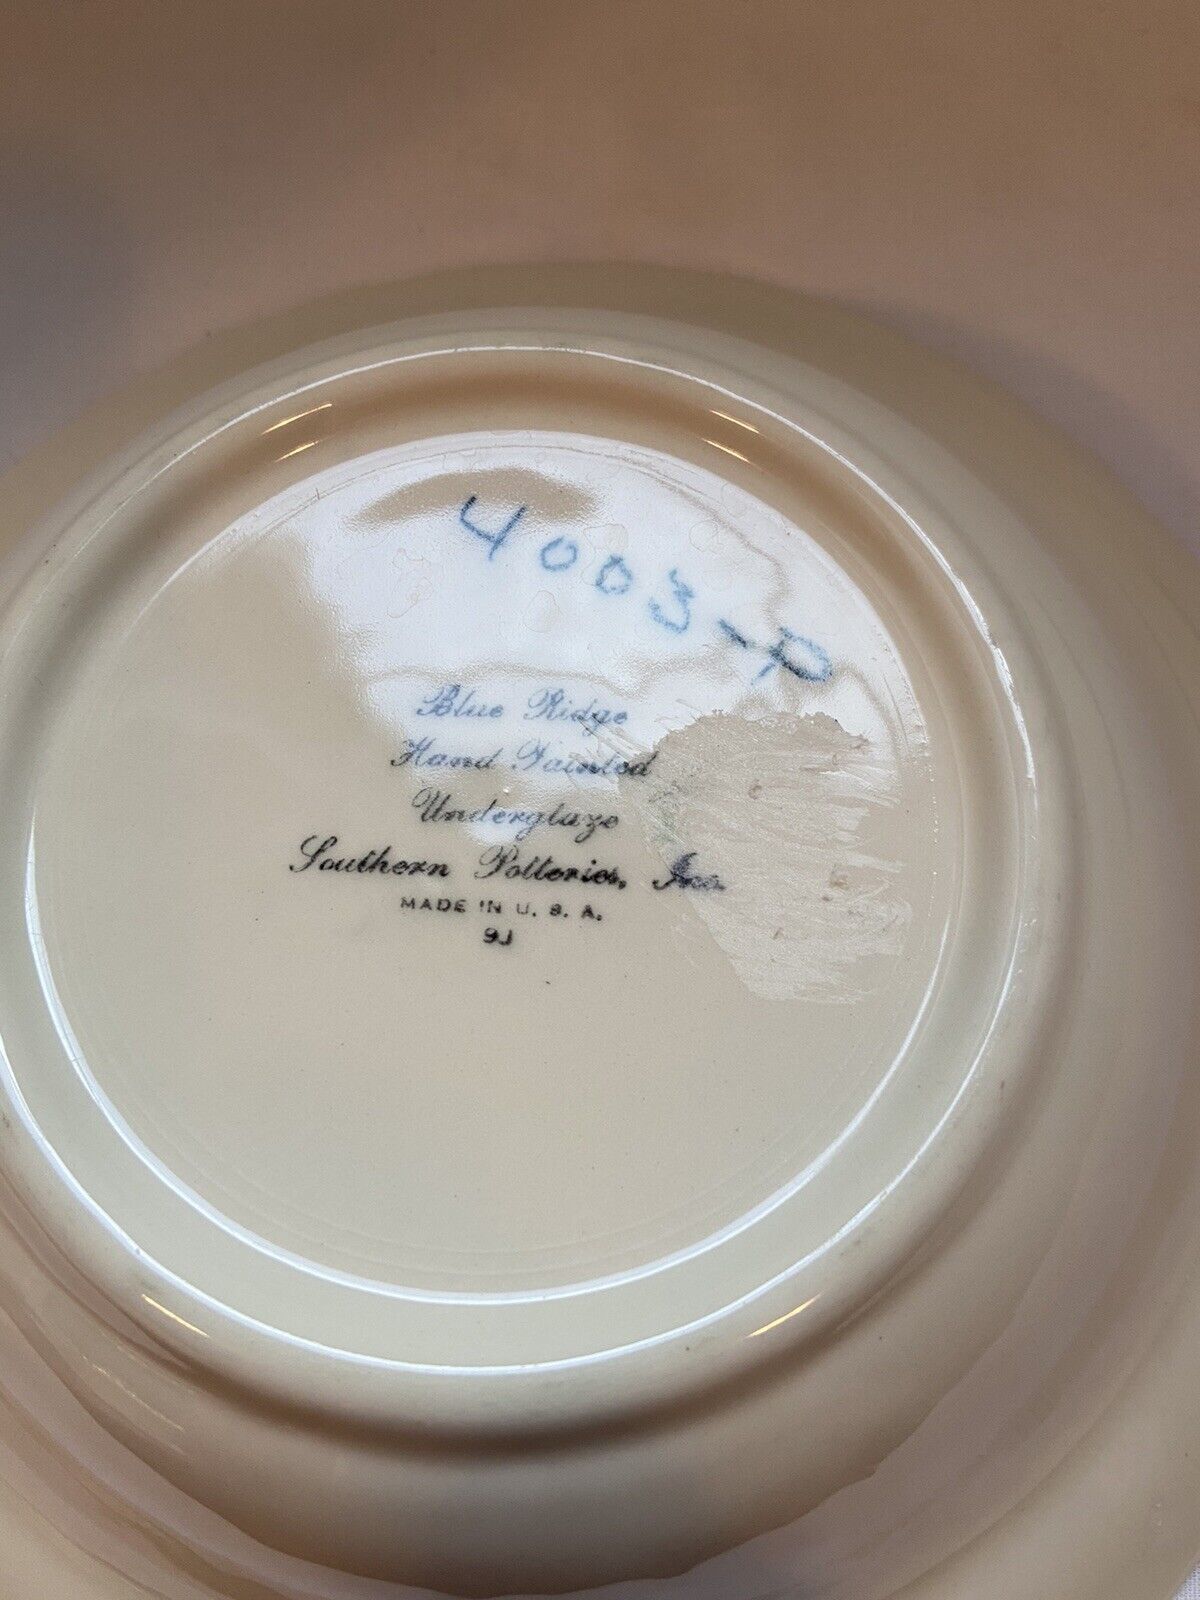 4003-P
Blue Ridge
Hand Painted
Underglaze
Southern Potteries, Inc.
MADE IN U. S. A.
9J